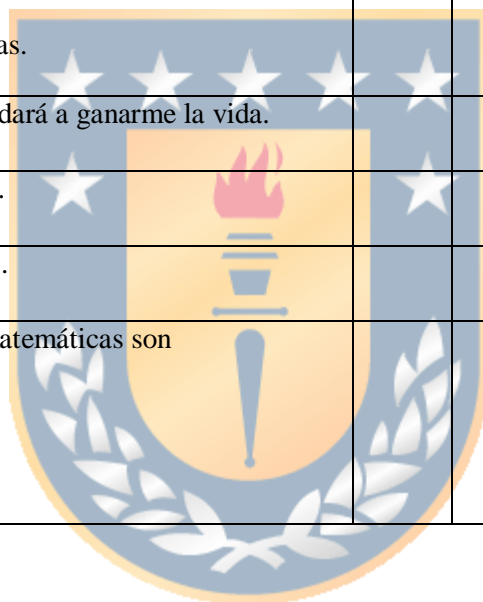 as.
dará a ganarme la vida.
.
.
atemáticas son